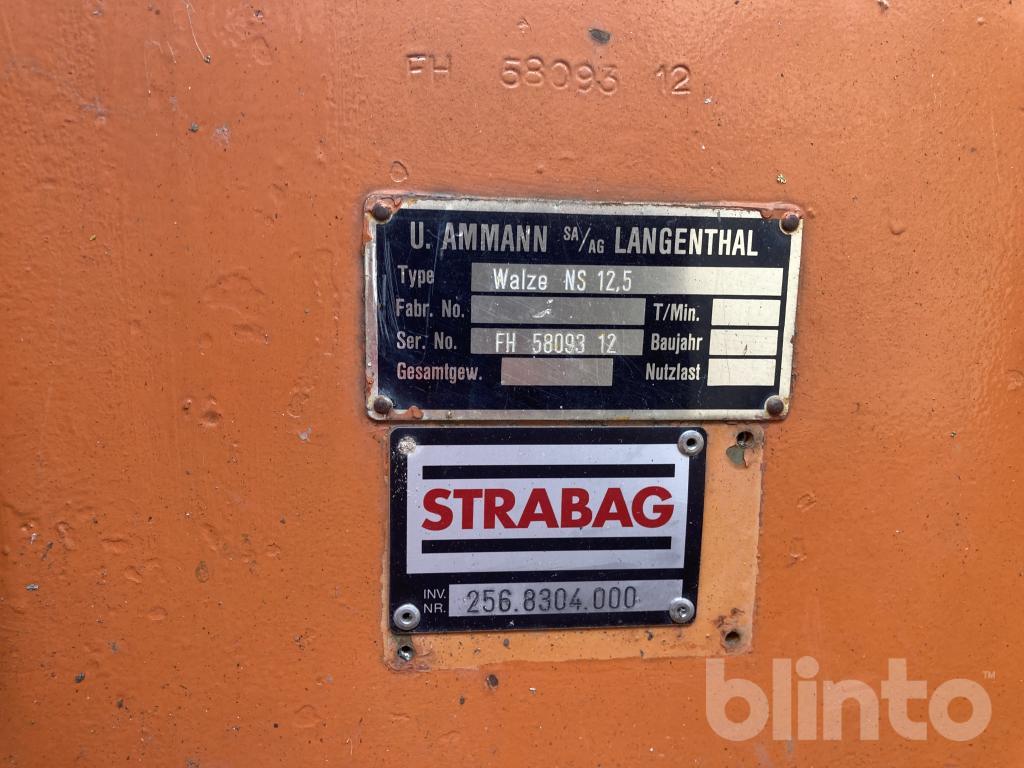 FH 58093 12
U. AMMANN SA/AG LANGENTHAL
Type Walze NS 12,5
Fabr. No. T/Min.
Ser. No. FH 58093 12 Baujahr
Gesamtgew. Nutzlast
STRABAG
INV. NR. 256.8304.000
blinto™